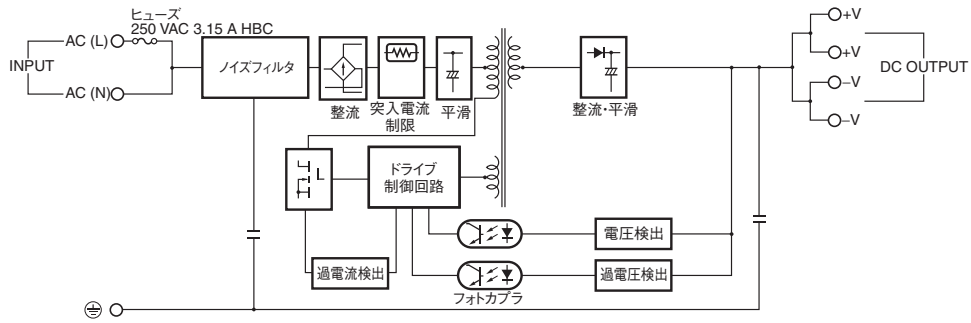 ヒューズ
250 VAC 3.15 A HBC
AC (L)
INPUT
AC (N)
ノイズフィルタ
整流
突入電流
制限
平滑
整流・平滑
+V
+V
DC OUTPUT
−V
−V
ドライブ
制御回路
過電流検出
電圧検出
過電圧検出
フォトカプラ